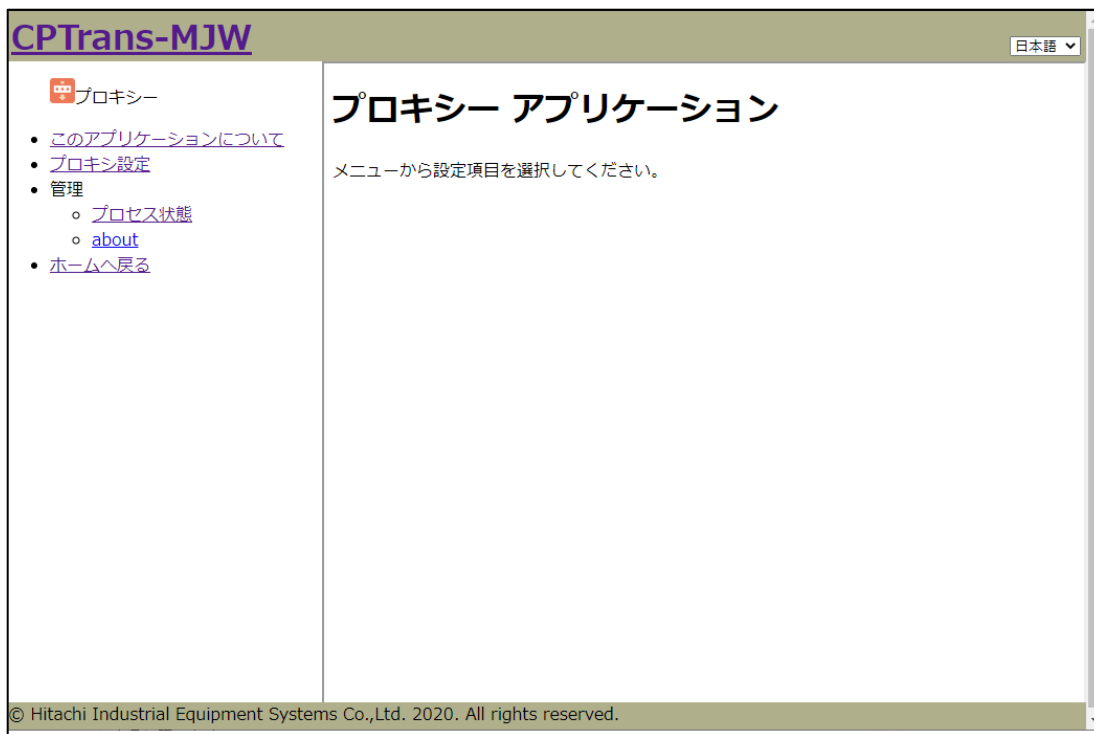 CPTrans-MJW
日本語
プロキシー
このアプリケーションについて
プロキシ設定
管理
プロセス状態
about
ホームへ戻る
プロキシー アプリケーション
メニューから設定項目を選択してください。
© Hitachi Industrial Equipment Systems Co.,Ltd. 2020. All rights reserved.